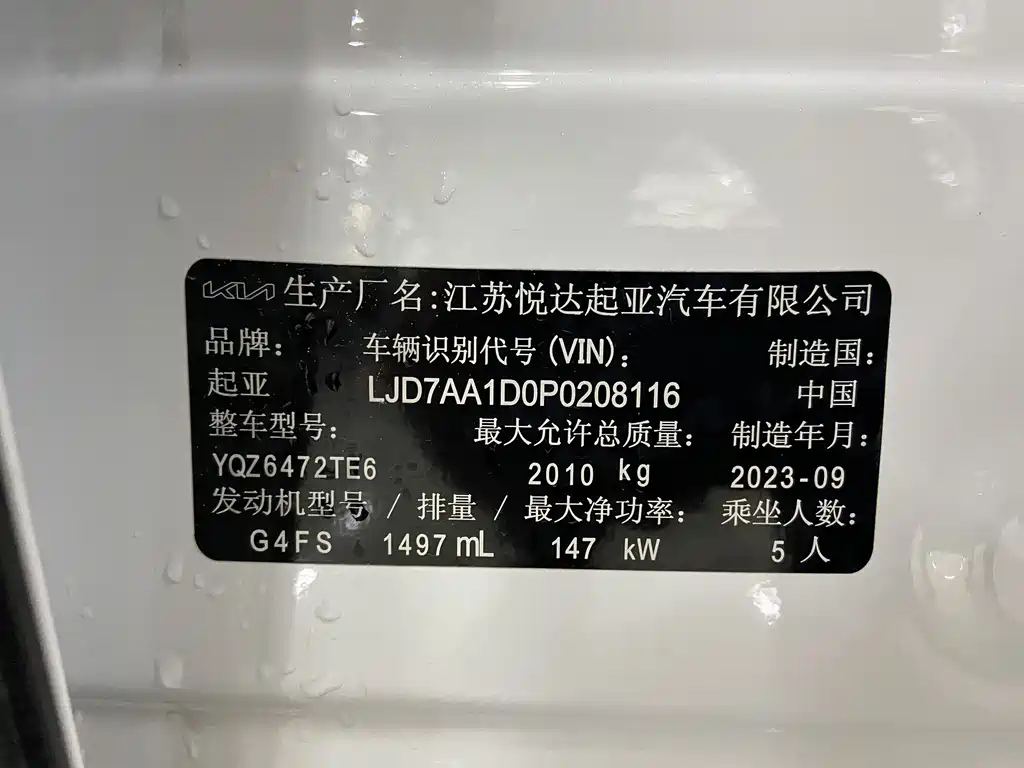 KIA 生产厂名:江苏悦达起亚汽车有限公司
品牌: 车辆识别代号(VIN): 制造国:
起亚 LJD7AA1D0P0208116 中国
整车型号: 最大允许总质量: 制造年月:
YQZ6472TE6 2010 kg 2023-09
发动机型号 / 排量 / 最大净功率: 乘坐人数:
G4FS 1497 mL 147 kW 5 人